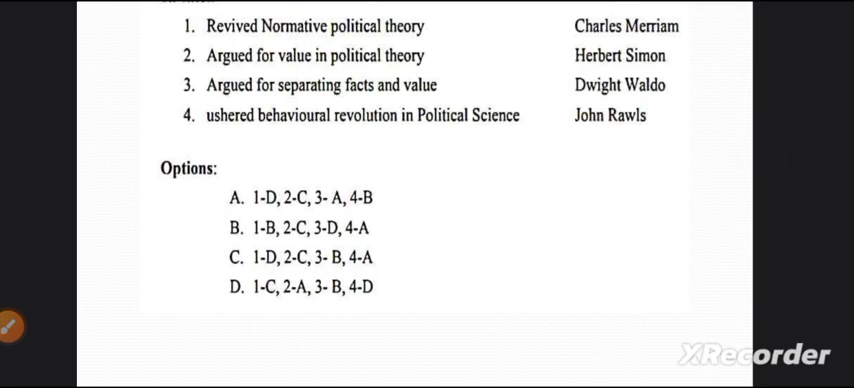 1. Revived Normative political theory Charles Merriam
2. Argued for value in political theory Herbert Simon
3. Argued for separating facts and value Dwight Waldo
4. ushered behavioural revolution in Political Science John Rawls
Options:
A. 1-D, 2-C, 3- A, 4-B
B. 1-B, 2-C, 3-D, 4-A
C. 1-D, 2-C, 3- B, 4-A
D. 1-C, 2-A, 3- B, 4-D
XRecorder